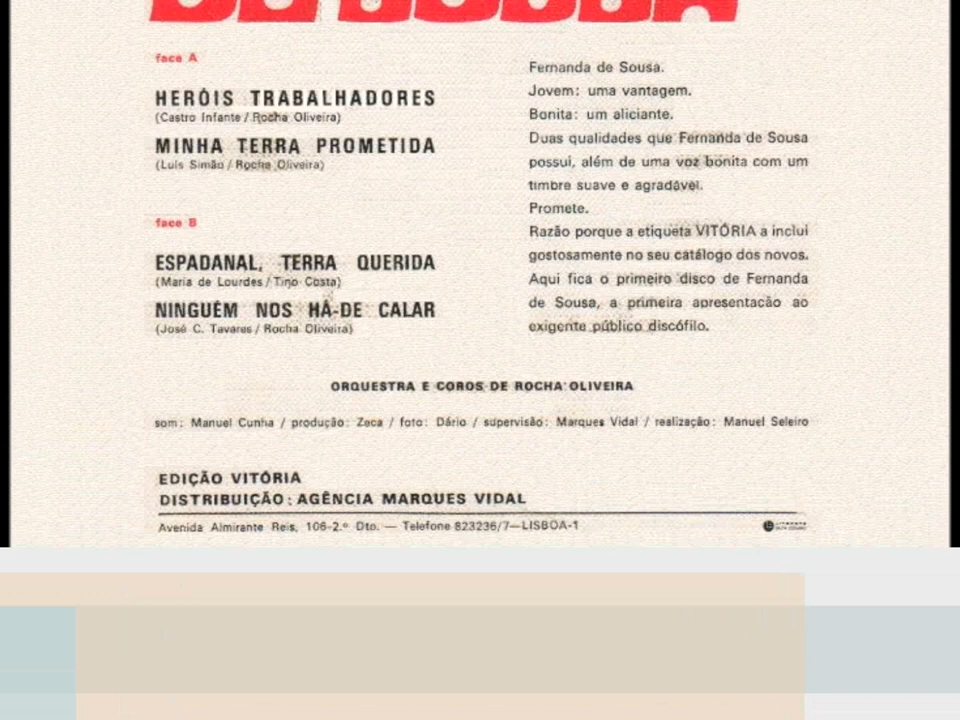 DE SOUSA
face A
HERÓIS TRABALHADORES
(Castro Infante / Rocha Oliveira)
MINHA TERRA PROMETIDA
(Luís Simão / Rocha Oliveira)
face B
ESPADANAL, TERRA QUERIDA
(Maria de Lourdes / Tino Costa)
NINGUÉM NOS HÁ-DE CALAR
(José C. Tavares / Rocha Oliveira)
Fernanda de Sousa.
Jovem: uma vantagem.
Bonita: um aliciante.
Duas qualidades que Fernanda de Sousa
possui, além de uma voz bonita com um
timbre suave e agradável.
Promete.
Razão porque a etiqueta VITÓRIA a inclui
gostosamente no seu catálogo dos novos.
Aqui fica o primeiro disco de Fernanda
de Sousa, a primeira apresentação ao
exigente público discófilo.
ORQUESTRA E COROS DE ROCHA OLIVEIRA
som: Manuel Cunha / produção: Zeca / foto: Dário / supervisão: Marques Vidal / realização: Manuel Seleiro
EDIÇÃO VITÓRIA
DISTRIBUIÇÃO: AGÊNCIA MARQUES VIDAL
Avenida Almirante Reis, 106-2.º Dto. — Telefone 823236/7—LISBOA-1